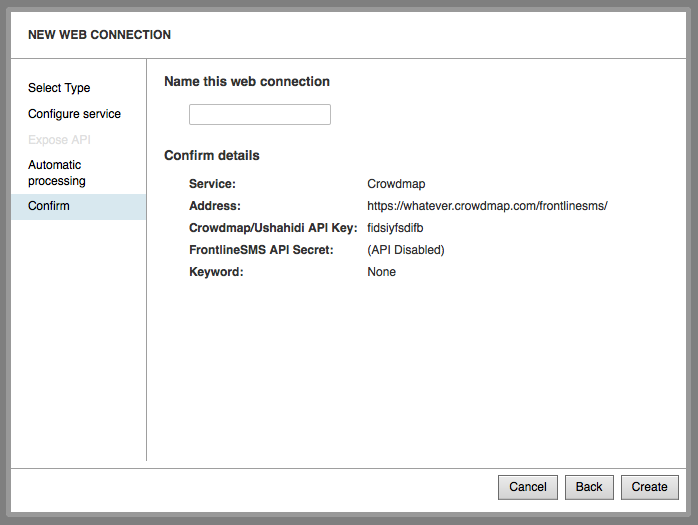 NEW WEB CONNECTION
Select Type
Configure service
Expose API
Automatic
processing
Confirm
Name this web connection
Confirm details
Service: Crowdmap
Address: https://whatever.crowdmap.com/frontlinesms/
Crowdmap/Ushahidi API Key: fidsiyfsdifb
FrontlineSMS API Secret: (API Disabled)
Keyword: None
Cancel Back Create